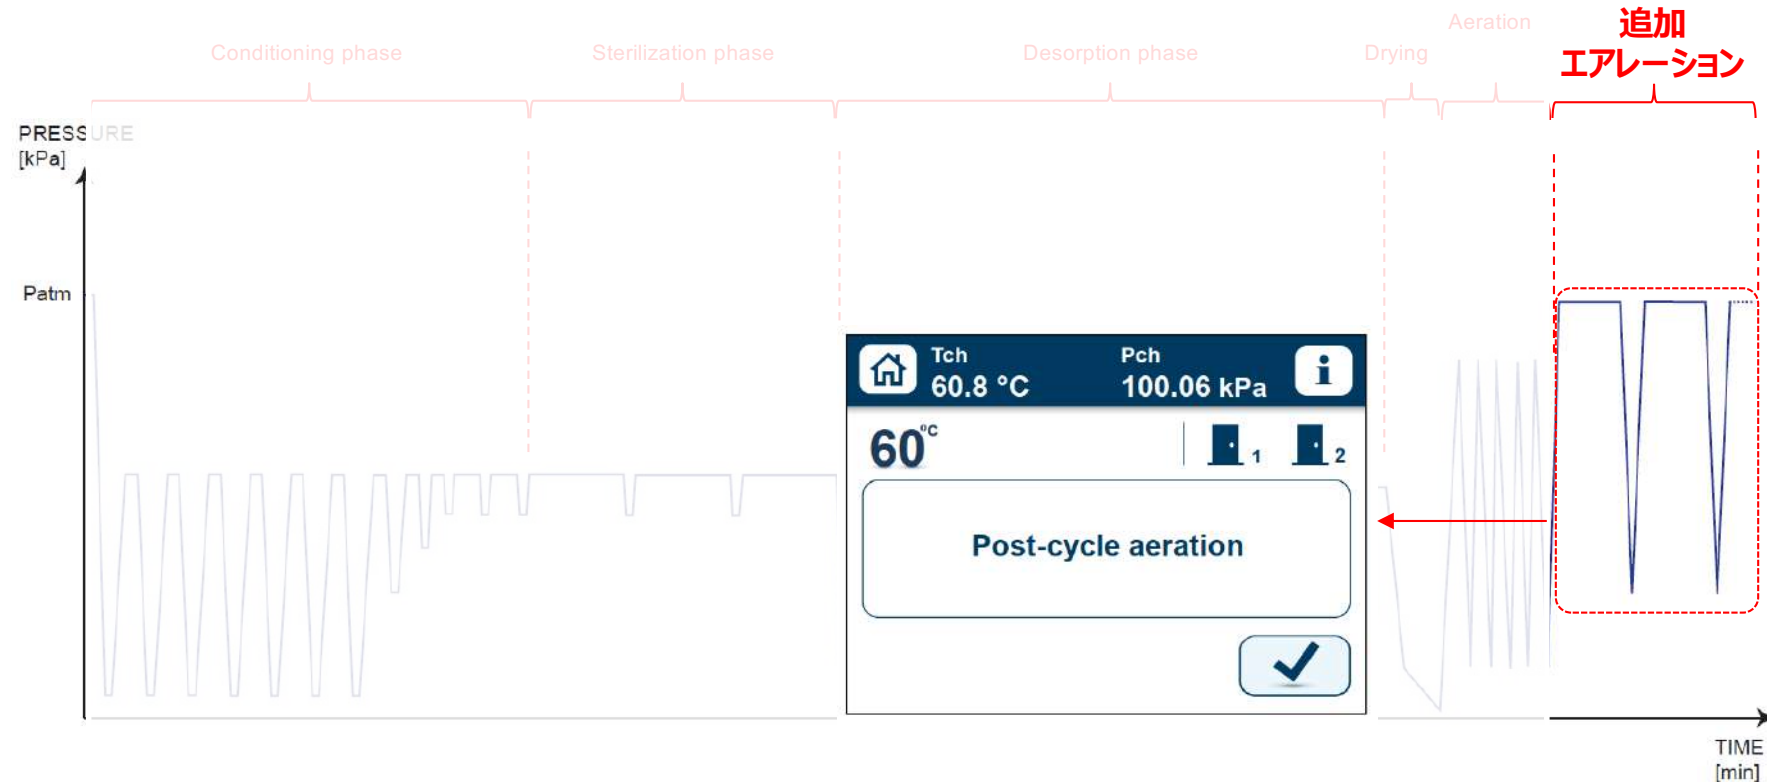 Conditioning phase
Sterilization phase
Desorption phase
Drying
Aeration
追加
エアレーション
PRESSURE
[kPa]
Patm
Tch
60.8 °C
Pch
100.06 kPa
i
60°C
1
2
Post-cycle aeration
TIME
[min]